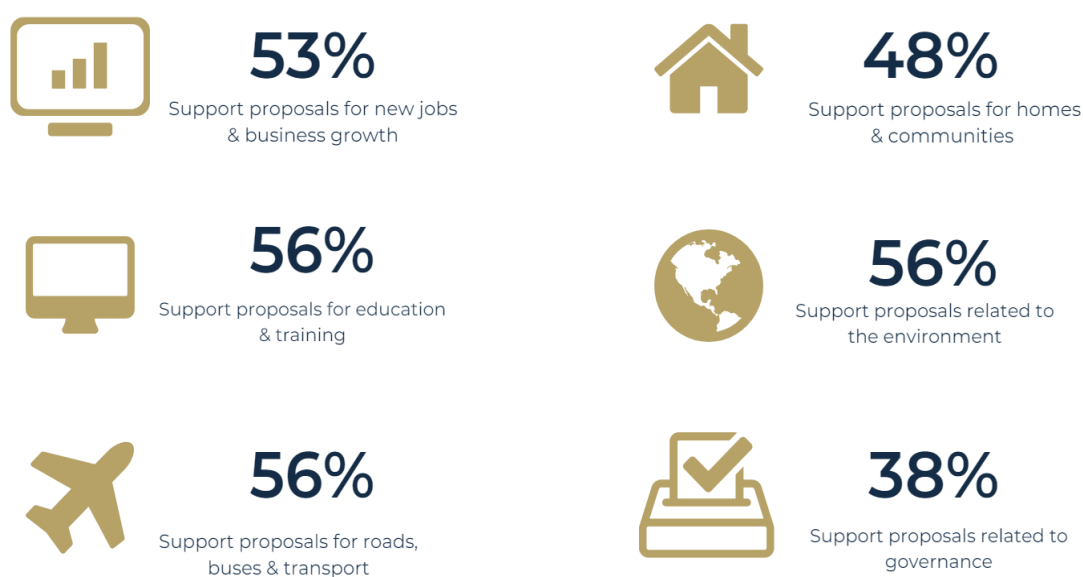 53%
Support proposals for new jobs
& business growth
48%
Support proposals for homes
& communities
56%
Support proposals for education
& training
56%
Support proposals related to
the environment
56%
Support proposals for roads,
buses & transport
38%
Support proposals related to
governance